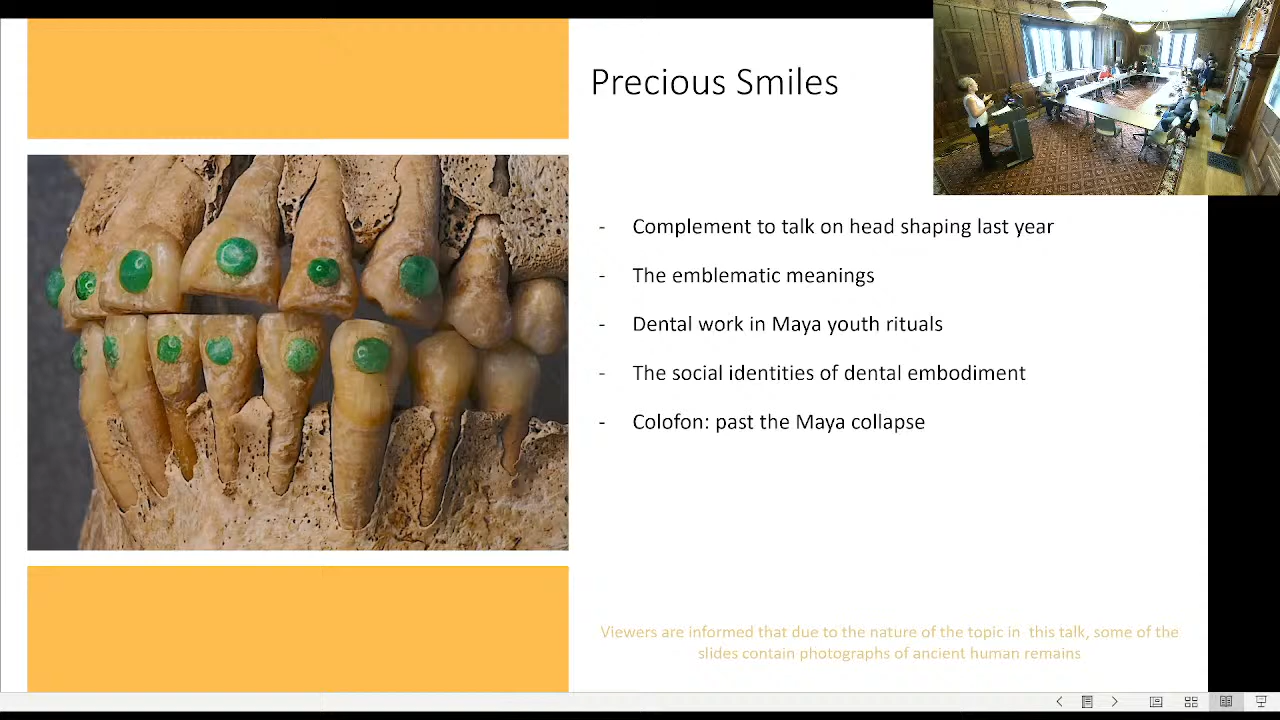 Precious Smiles
- Complement to talk on head shaping last year
- The emblematic meanings
- Dental work in Maya youth rituals
- The social identities of dental embodiment
- Colofon: past the Maya collapse
Viewers are informed that due to the nature of the topic in this talk, some of the
slides contain photographs of ancient human remains